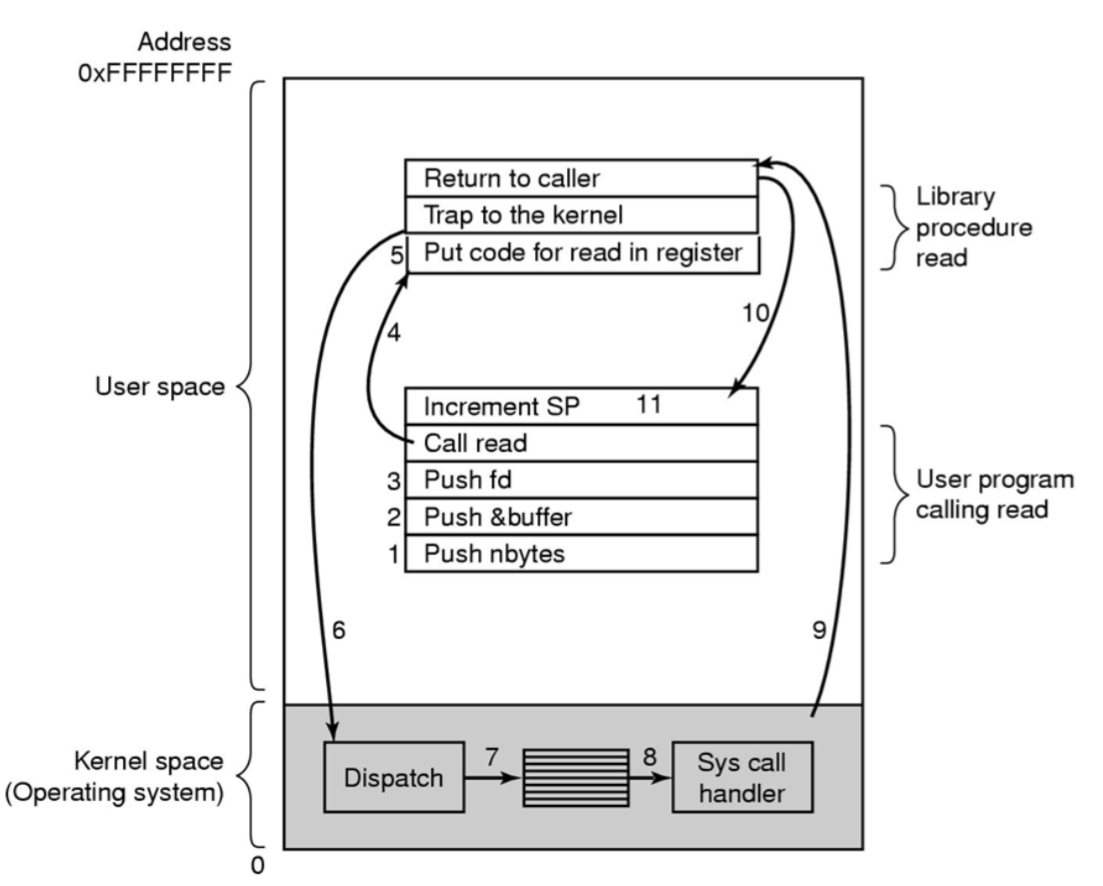 Address
0xFFFFFFFF
Return to caller
Trap to the kernel
5 Put code for read in register
Library
procedure
read
4
10
User space
Increment SP 11
Call read
3 Push fd
2 Push &buffer
1 Push nbytes
User program
calling read
6
9
Kernel space
(Operating system)
Dispatch
7
8
Sys call
handler
0